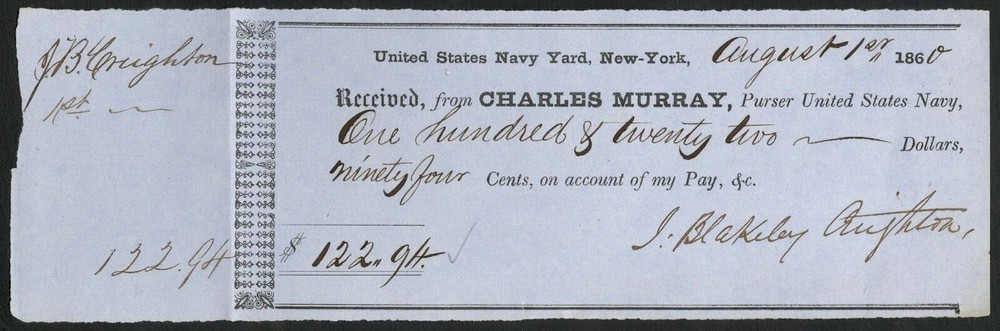 J. B. Creighton
1st
122.94
United States Navy Yard, New-York, August 1st 1860
Received, from CHARLES MURRAY, Purser United States Navy,
One hundred & twenty two Dollars,
ninety four Cents, on account of my Pay, &c.
$ 122.94.
J. Blakeley Creighton,